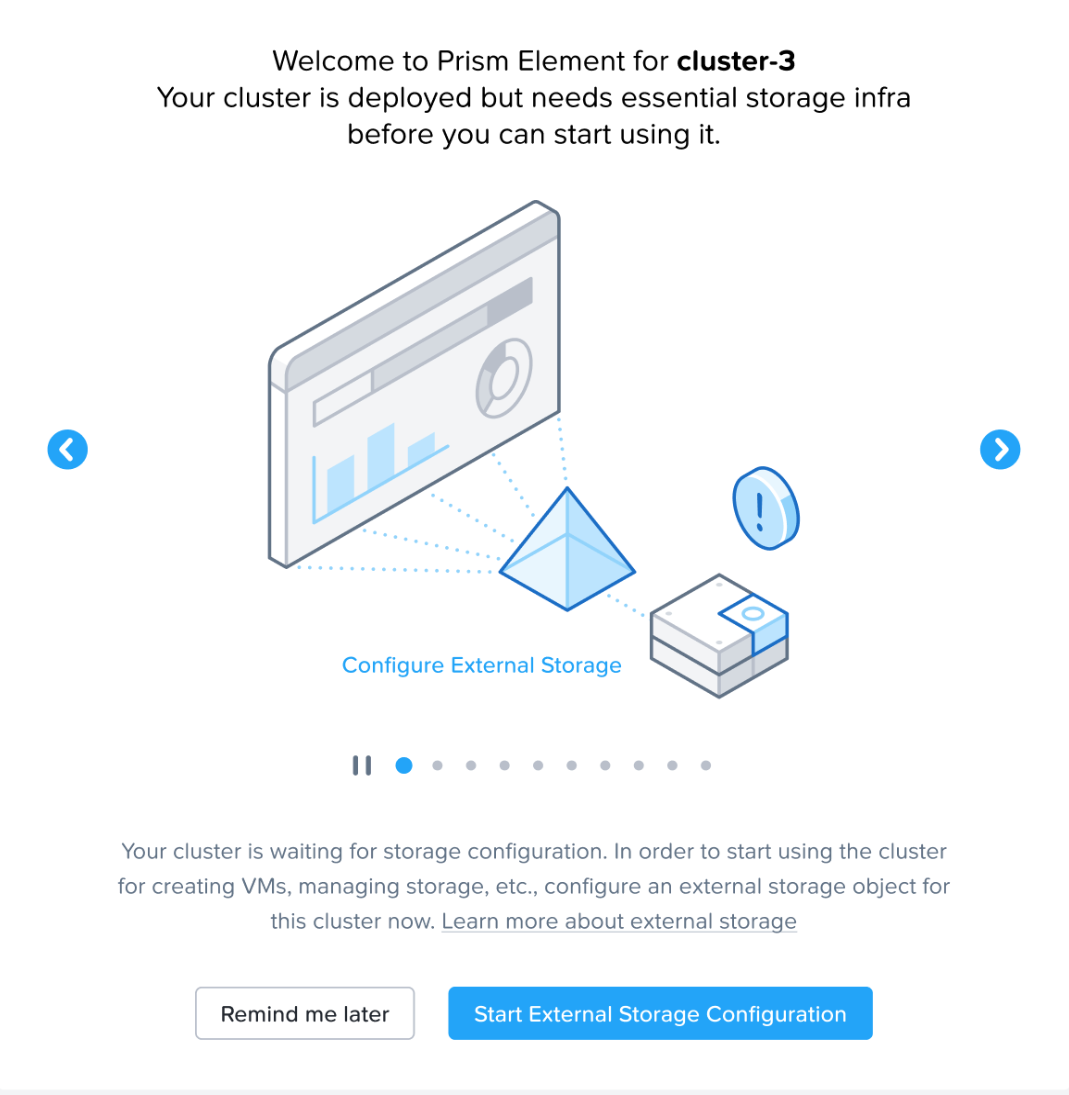 Welcome to Prism Element for cluster-3
Your cluster is deployed but needs essential storage infra
before you can start using it.
!
Configure External Storage
Your cluster is waiting for storage configuration. In order to start using the cluster
for creating VMs, managing storage, etc., configure an external storage object for
this cluster now. Learn more about external storage
Remind me later
Start External Storage Configuration